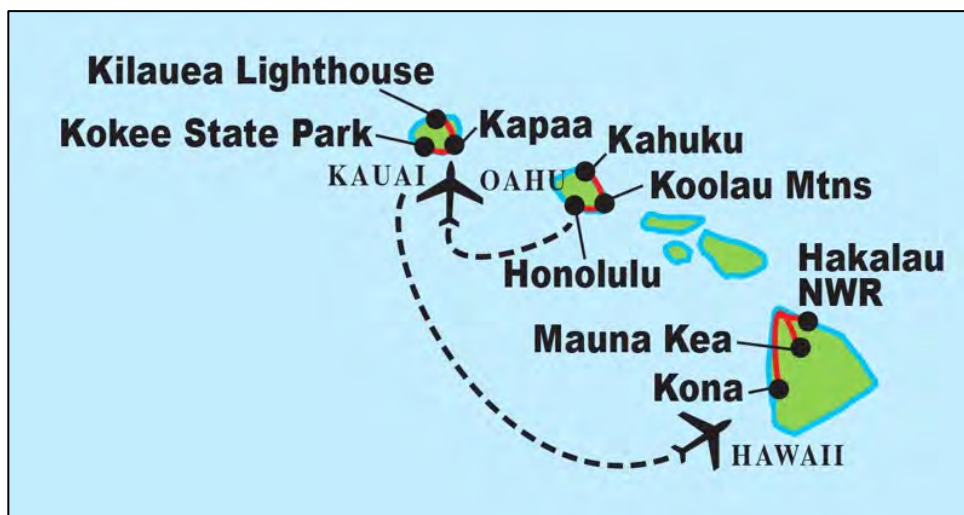 Kilauea Lighthouse
Kokee State Park
Kapaa
KAUAI
OAHU
Kahuku
Koolau Mtns
Honolulu
Hakalau
NWR
Mauna Kea
Kona
HAWAII